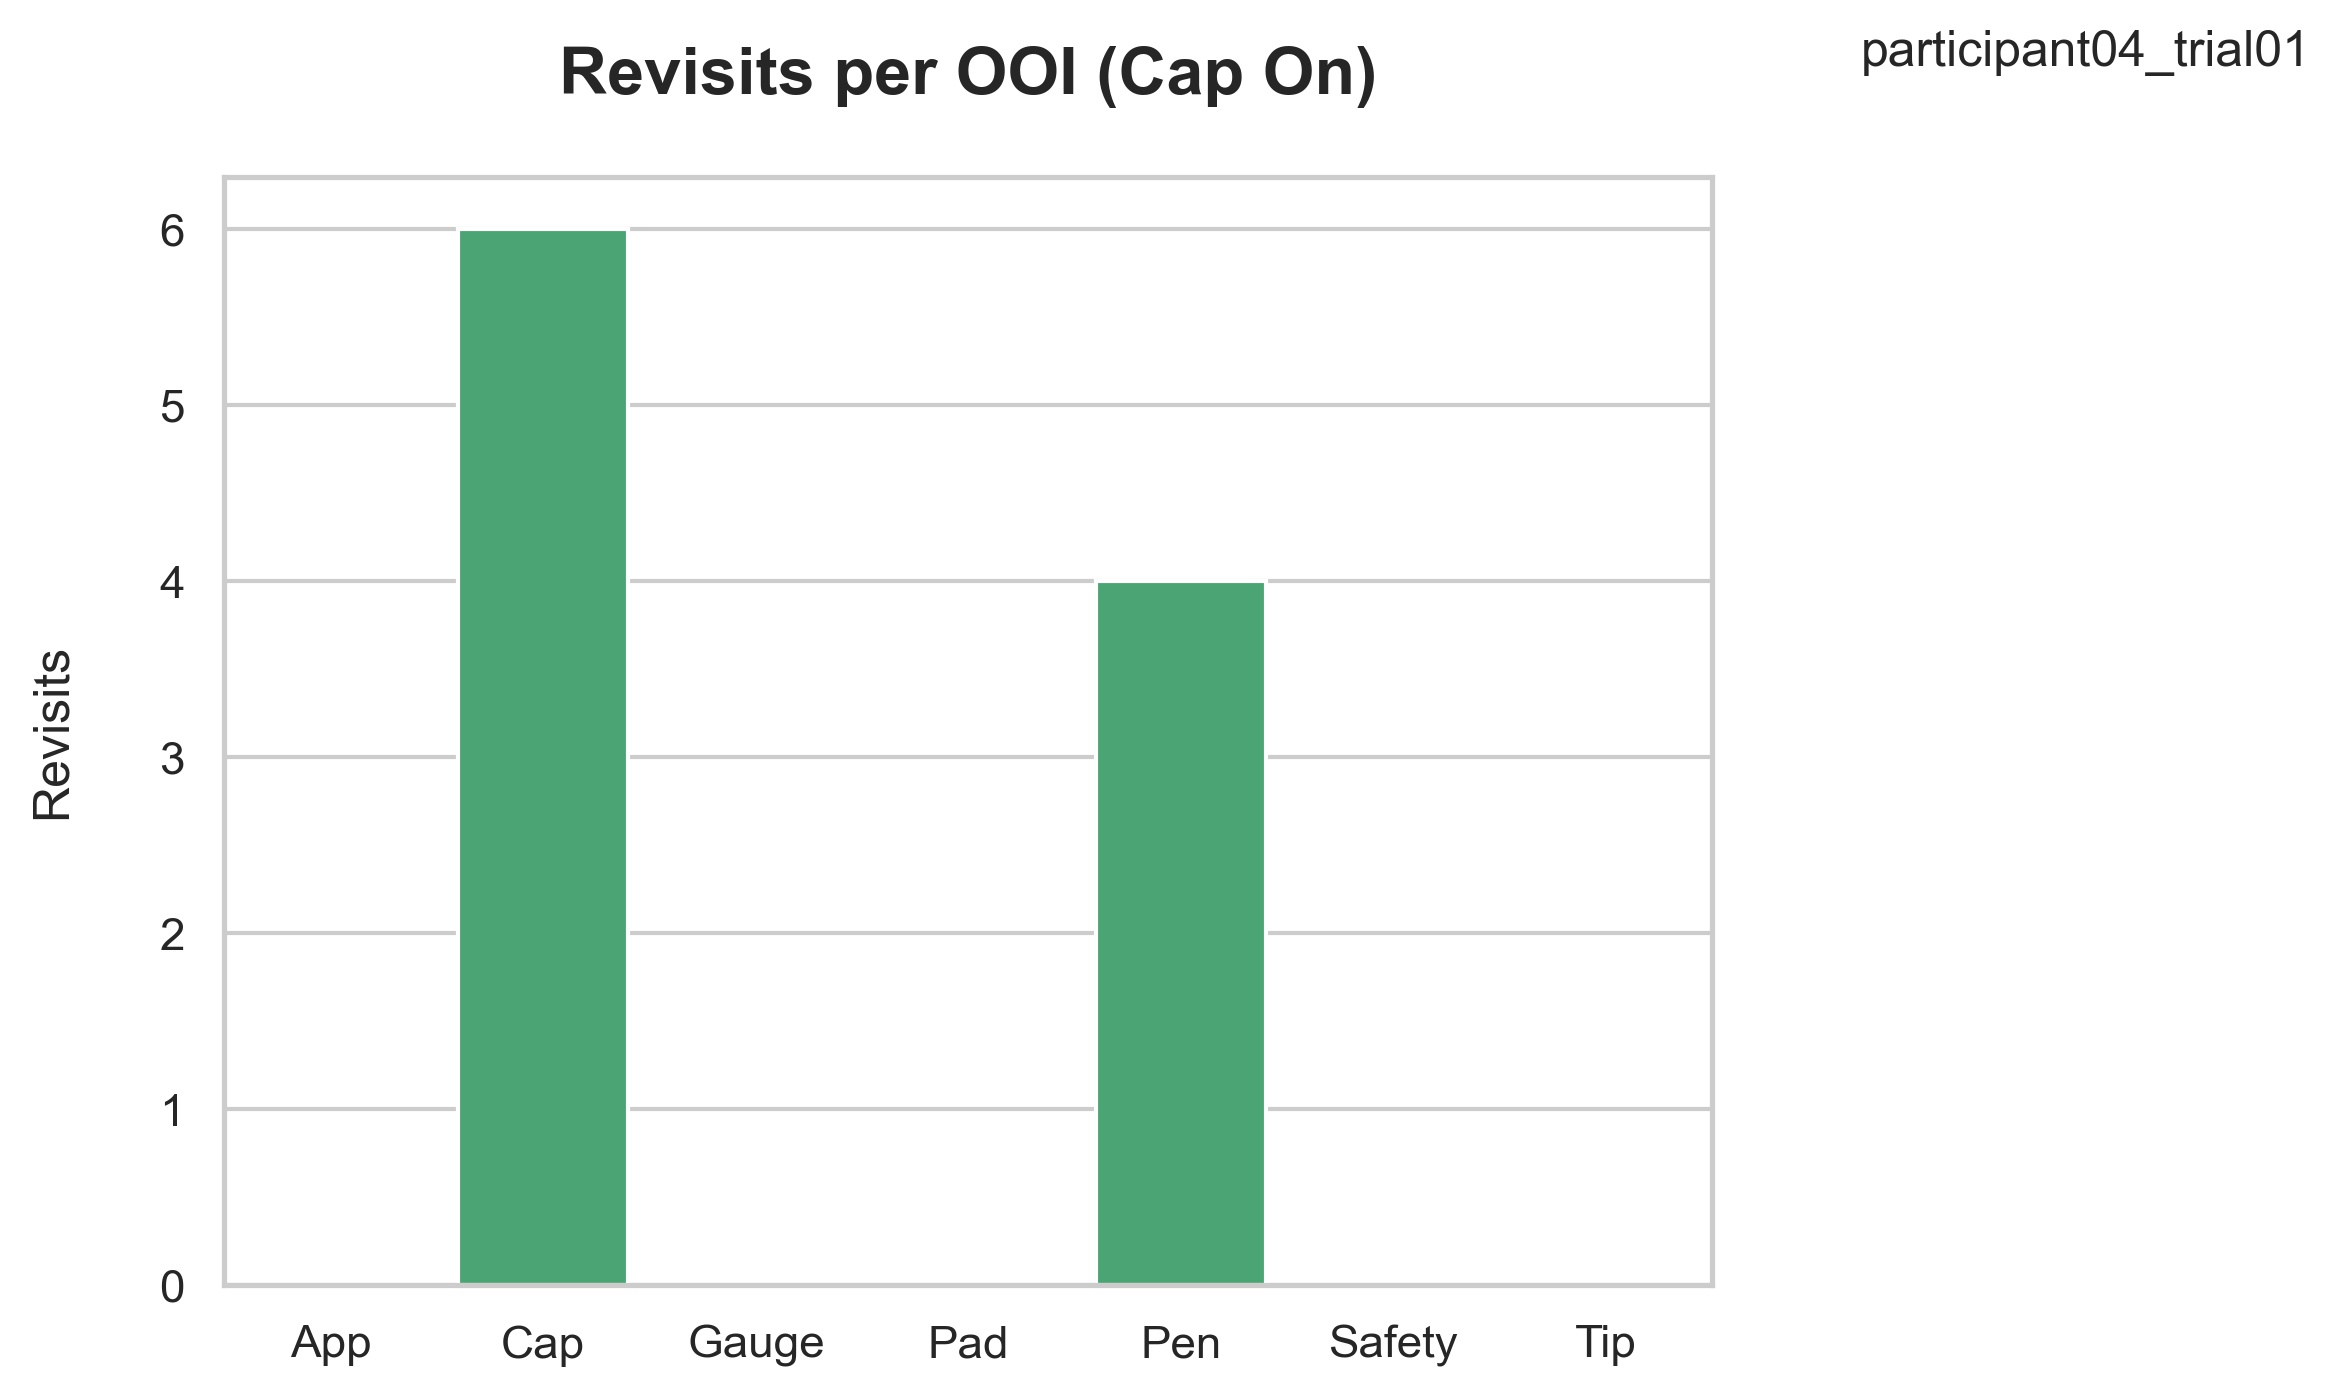 participant04_trial01
Revisits per OOI (Cap On)
Revisits
6
5
4
3
2
1
0
App Cap Gauge Pad Pen Safety Tip